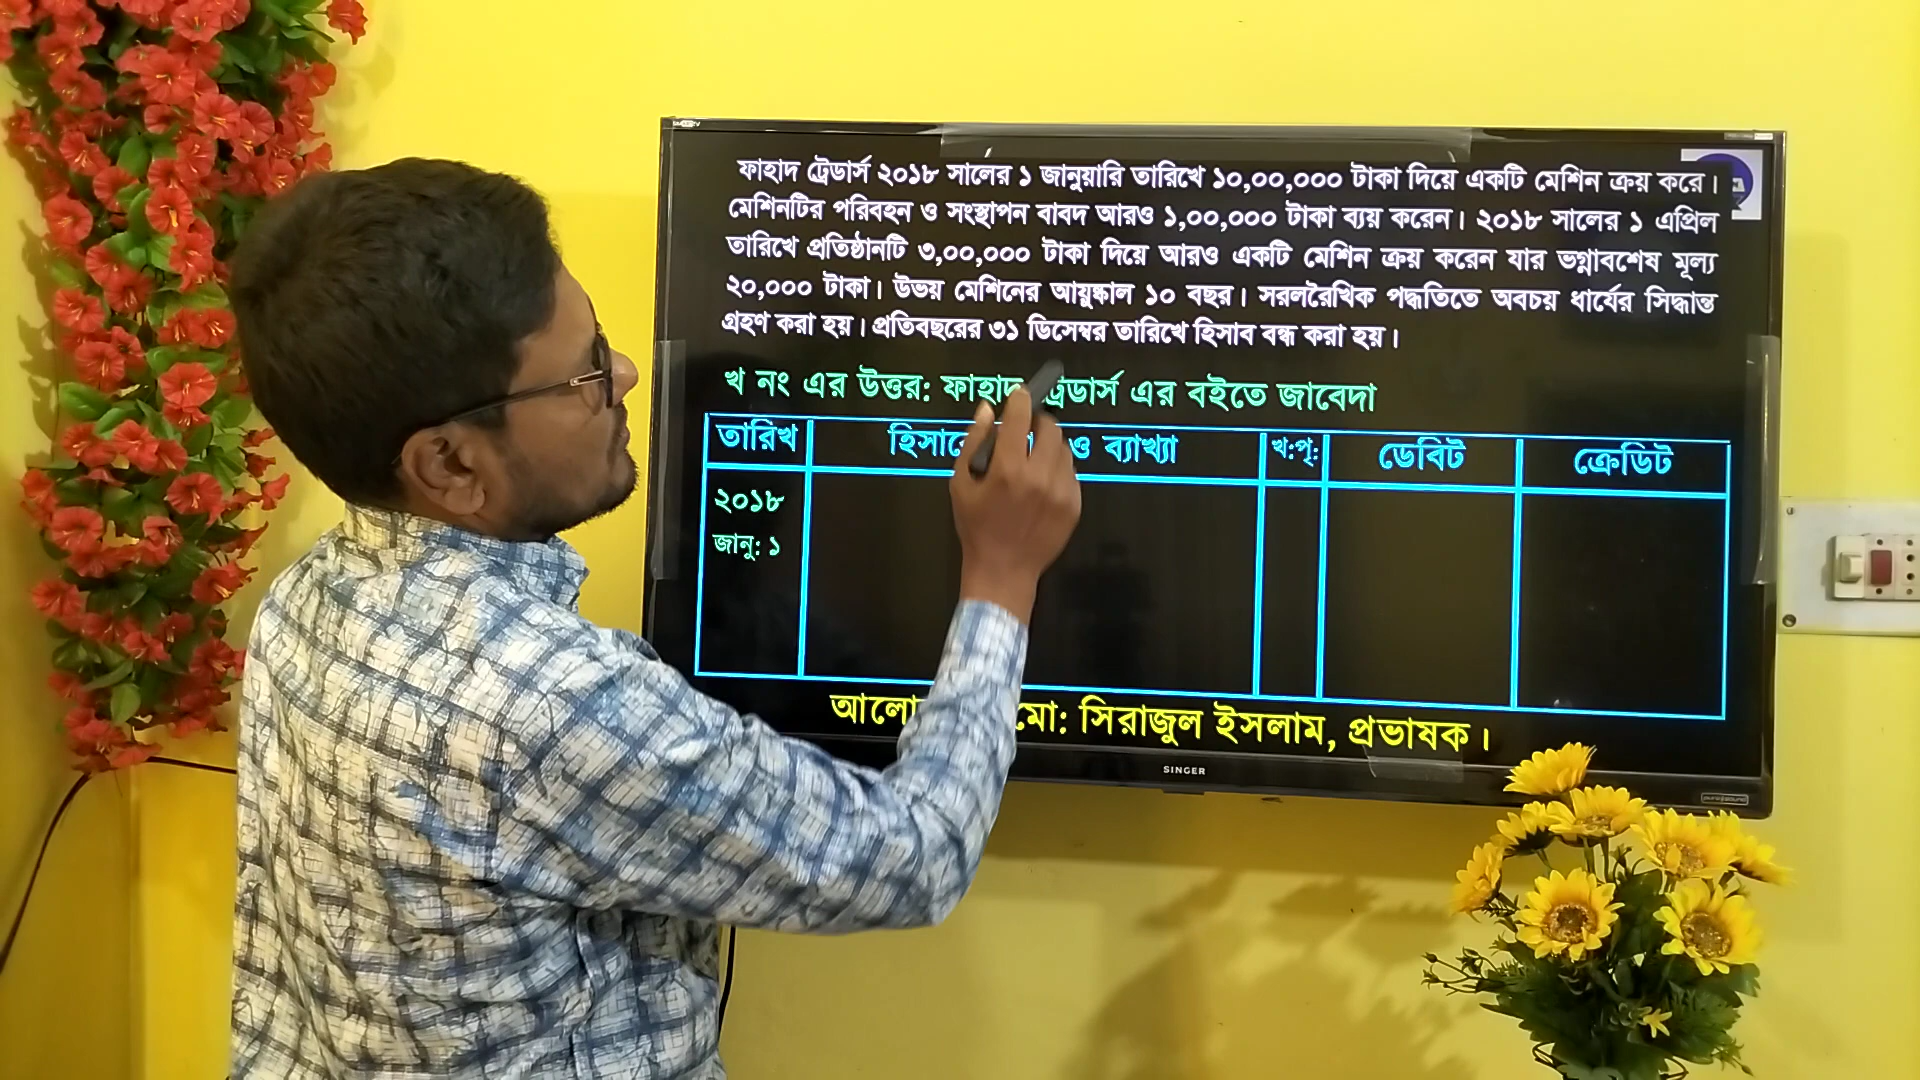 ফাহাদ ট্রেডার্স ২০১৮ সালের ১ জানুয়ারি তারিখে ১০,০০,০০০ টাকা দিয়ে একটি মেশিন ক্রয় করে।
মেশিনটির পরিবহন ও সংস্থাপন বাবদ আরও ১,০০,০০০ টাকা ব্যয় করেন। ২০১৮ সালের ১ এপ্রিল
তারিখে প্রতিষ্ঠানটি ৩,০০,০০০ টাকা দিয়ে আরও একটি মেশিন ক্রয় করেন যার ভগ্নাবশেষ মূল্য
২০,০০০ টাকা। উভয় মেশিনের আয়ুষ্কাল ১০ বছর। সরলরৈখিক পদ্ধতিতে অবচয় ধার্যের সিদ্ধান্ত
গ্রহণ করা হয়। প্রতিবছরের ৩১ ডিসেম্বর তারিখে হিসাব বন্ধ করা হয়।
খ নং এর উত্তর: ফাহাদ ট্রেডার্স এর বইতে জাবেদা
তারিখ ও ব্যাখ্যা খ:পৃ: ডেবিট ক্রেডিট
২০১৮
জানু: ১
মো: সিরাজুল ইসলাম, প্রভাষক।
SINGER